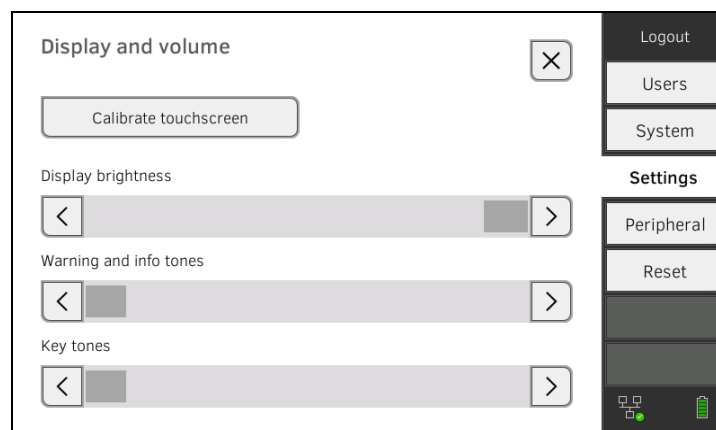 Display and volume
Logout
Users
Calibrate touchscreen
System
Display brightness
Settings
Peripheral
Warning and info tones
Reset
Key tones